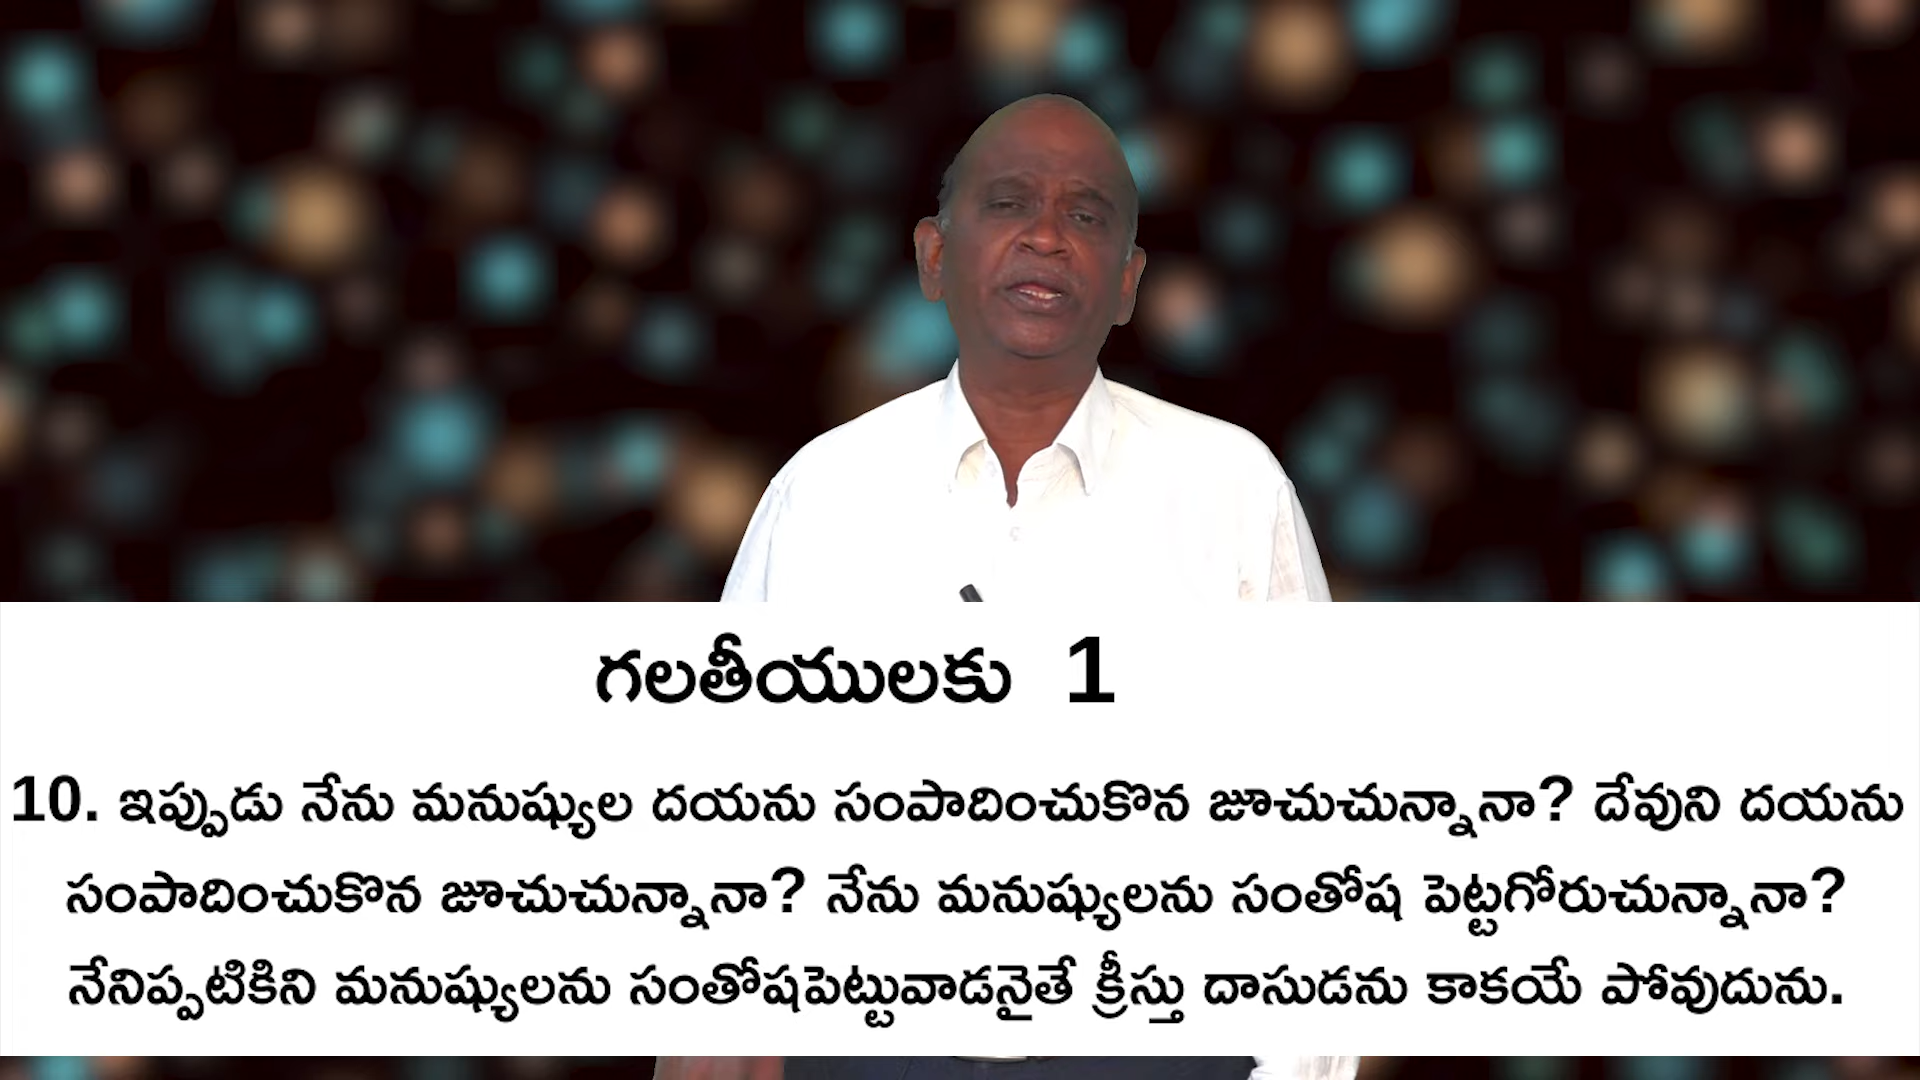 గలతీయులకు 1
10. ఇప్పుడు నేను మనుష్యుల దయను సంపాదించుకొన జూచుచున్నానా? దేవుని దయను
సంపాదించుకొన జూచుచున్నానా? నేను మనుష్యులను సంతోష పెట్టగోరుచున్నానా?
నేనిప్పటికిని మనుష్యులను సంతోషపెట్టువాడనైతే క్రీస్తు దాసుడను కాకయే పోవుదును.